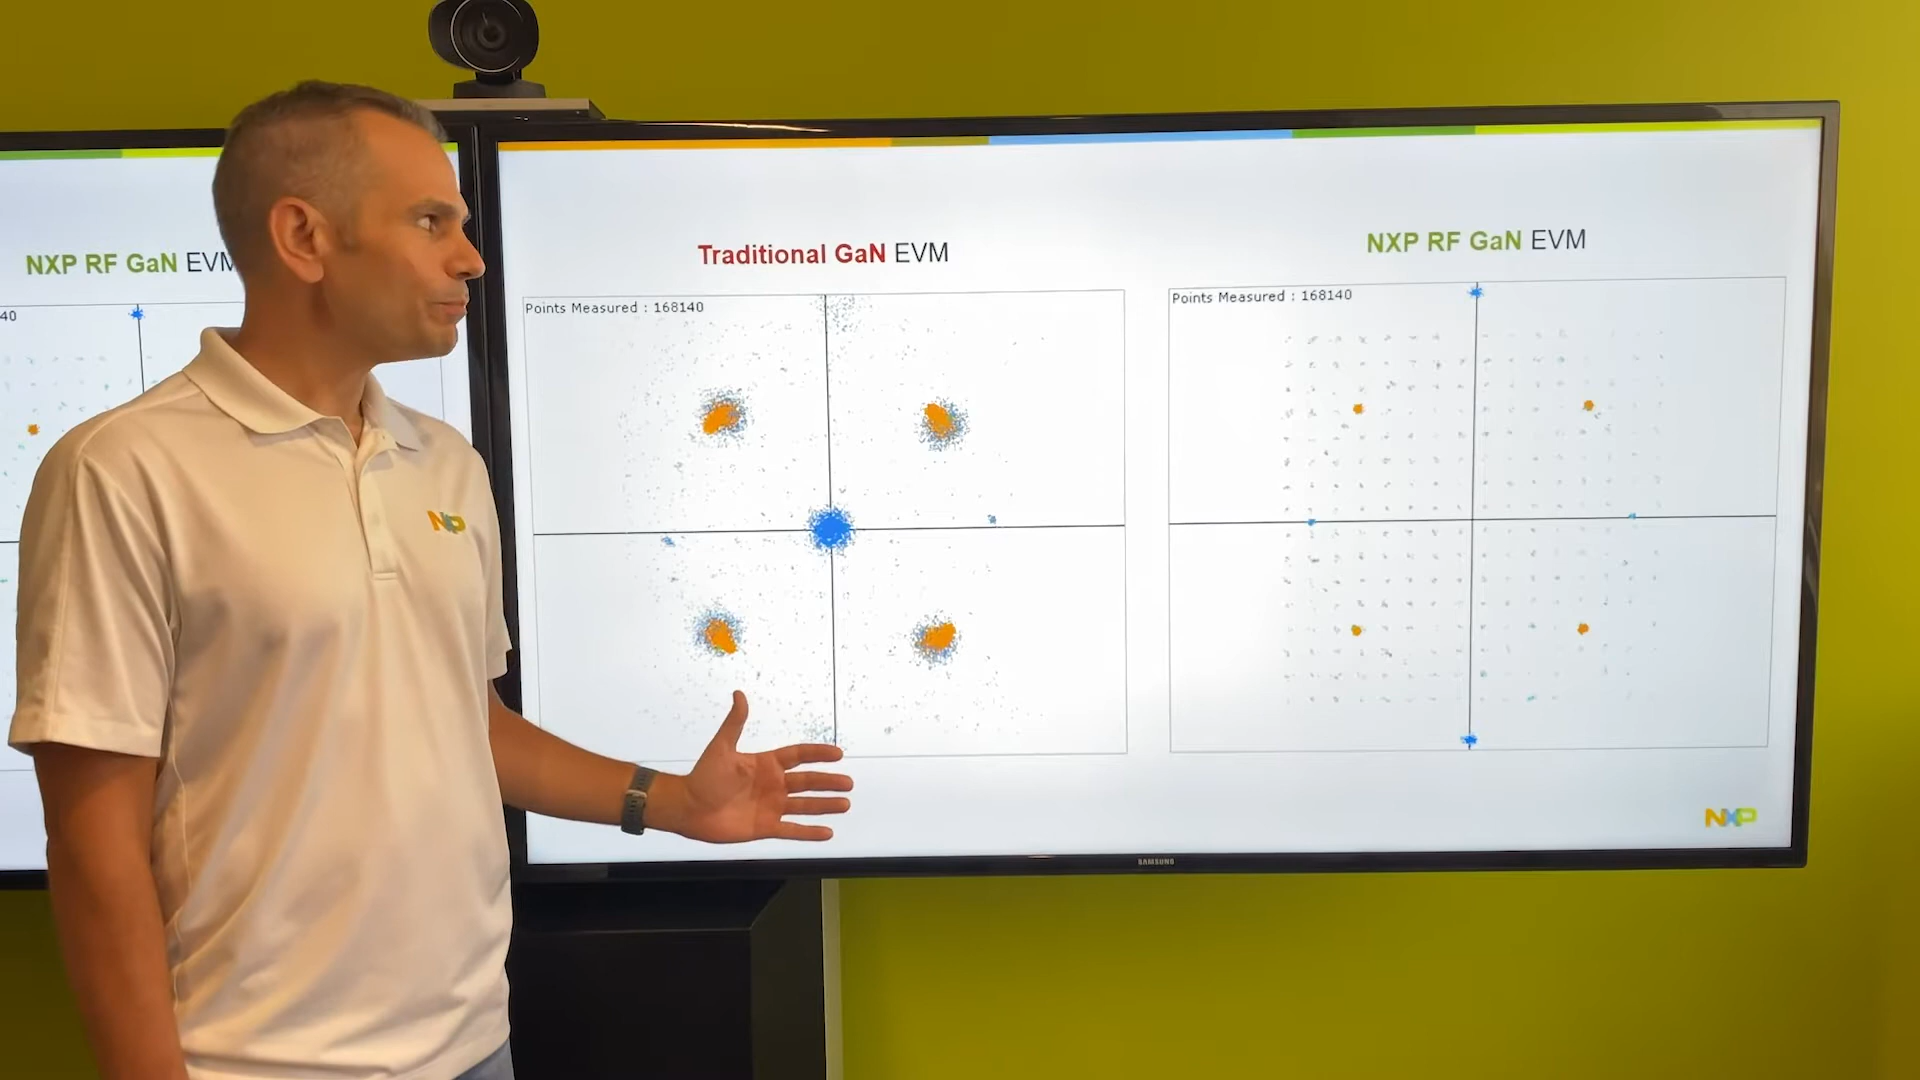 NXP RF GaN EVM
40
NXP
Traditional GaN EVM
Points Measured : 168140
NXP RF GaN EVM
Points Measured : 168140
NXP
SAMSUNG